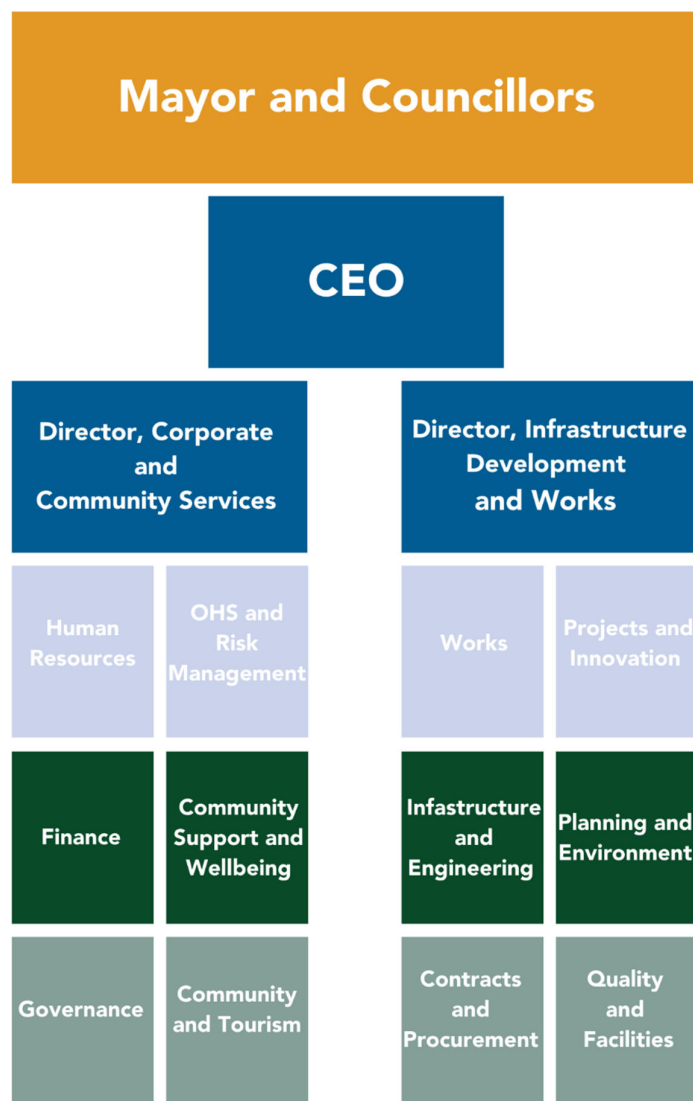 Mayor and Councillors
CEO
Director, Corporate
and
Community Services
Director, Infrastructure
Development
and Works
Human
Resources
OHS and
Risk
Management
Works
Projects and
Innovation
Finance
Community
Support and
Wellbeing
Infastructure
and
Engineering
Planning and
Environment
Governance
Community
and Tourism
Contracts
and
Procurement
Quality
and
Facilities